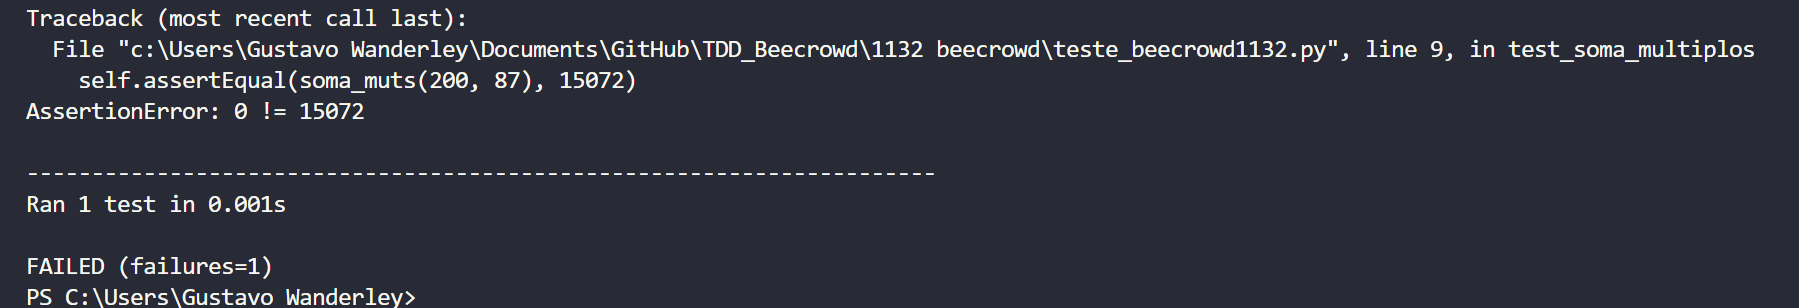 Traceback (most recent call last):
  File "c:\Users\Gustavo Wanderley\Documents\GitHub\TDD_Beecrowd\1132 beecrowd\teste_beecrowd1132.py", line 9, in test_soma_multiplos
    self.assertEqual(soma_muts(200, 87), 15072)
AssertionError: 0 != 15072
----------------------------------------------------------------------
Ran 1 test in 0.001s
FAILED (failures=1)
PS C:\Users\Gustavo Wanderley>